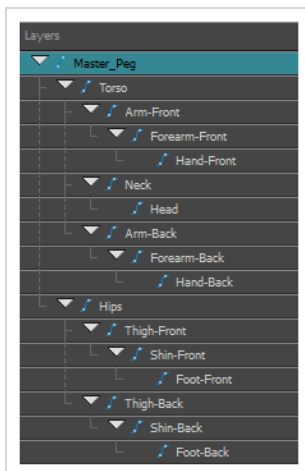 Layers
Master_Peg
Torso
Arm-Front
Forearm-Front
Hand-Front
Neck
Head
Arm-Back
Forearm-Back
Hand-Back
Hips
Thigh-Front
Shin-Front
Foot-Front
Thigh-Back
Shin-Back
Foot-Back